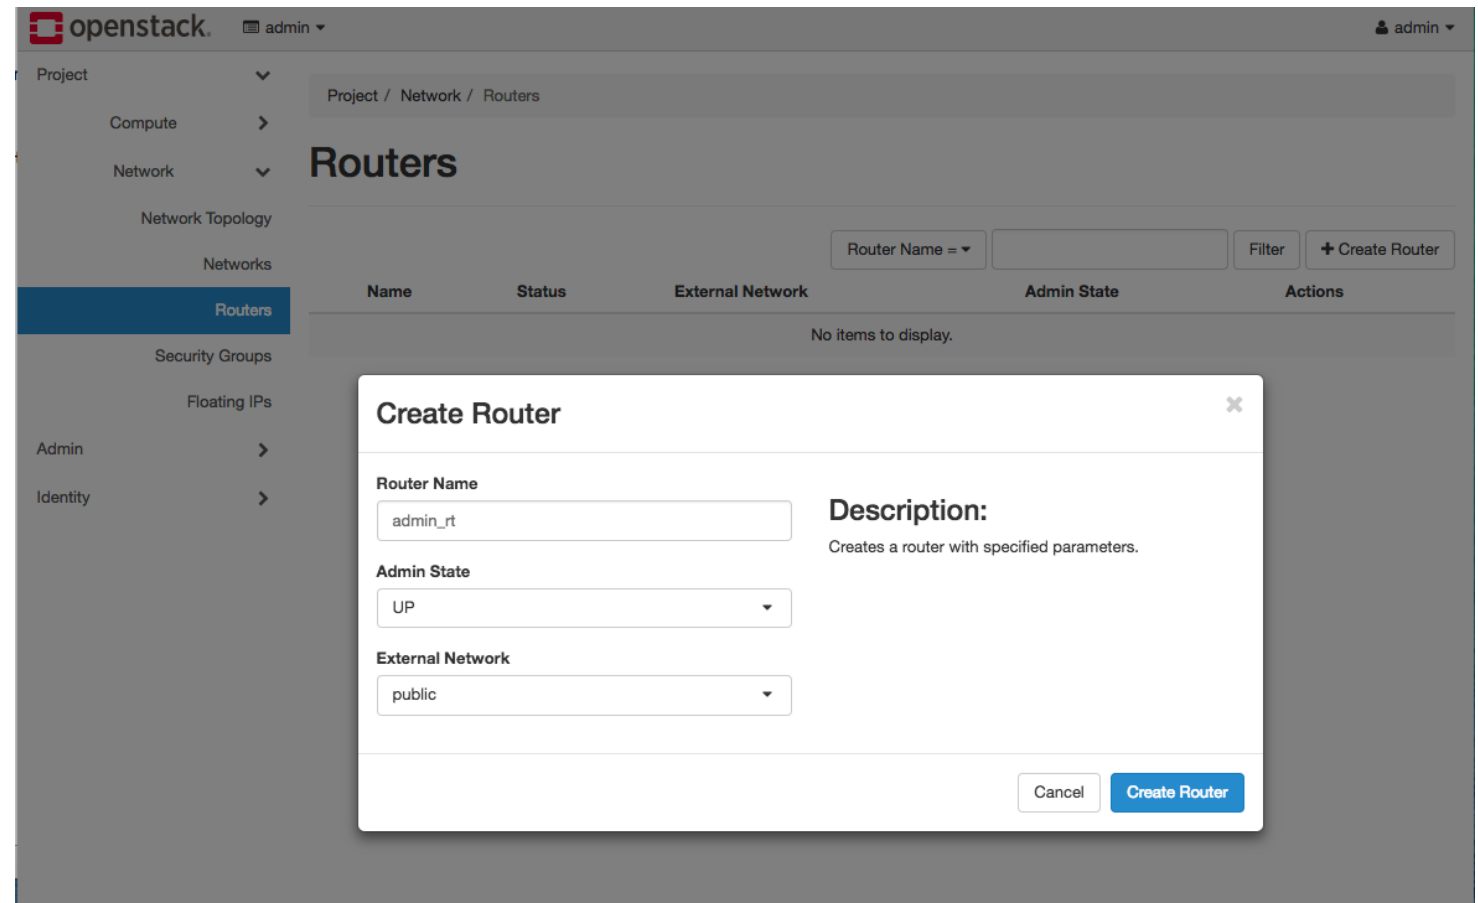 openstack. admin admin
Project
Project / Network / Routers
Compute
Network
Routers
Network Topology
Networks
Router Name = Filter + Create Router
Name Status External Network Admin State Actions
Routers
No items to display.
Security Groups
Floating IPs
Admin
Identity
Create Router ×
Router Name
admin_rt
Description:
Creates a router with specified parameters.
Admin State
UP
External Network
public
Cancel Create Router